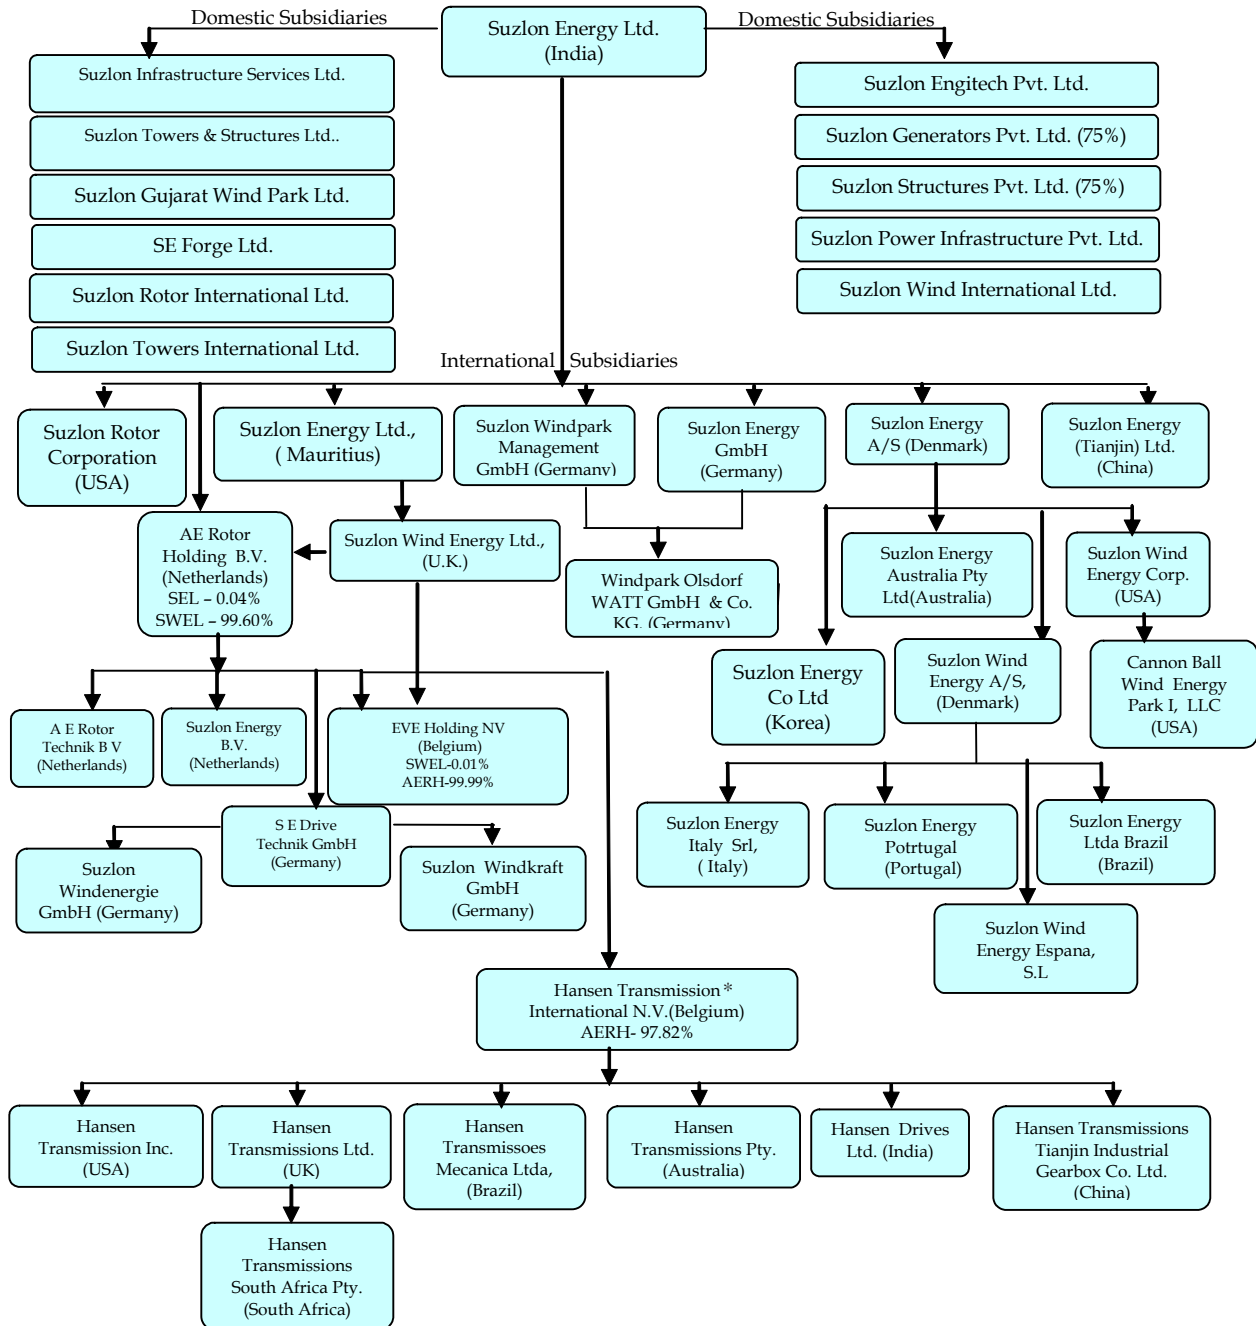 Domestic Subsidiaries
Suzlon Energy Ltd.
(India)
Domestic Subsidiaries
Suzlon Infrastructure Services Ltd.
Suzlon Towers & Structures Ltd..
Suzlon Gujarat Wind Park Ltd.
SE Forge Ltd.
Suzlon Rotor International Ltd.
Suzlon Towers International Ltd.
Suzlon Engitech Pvt. Ltd.
Suzlon Generators Pvt. Ltd. (75%)
Suzlon Structures Pvt. Ltd. (75%)
Suzlon Power Infrastructure Pvt. Ltd.
Suzlon Wind International Ltd.
International Subsidiaries
Suzlon Rotor
Corporation
(USA)
Suzlon Energy Ltd.,
( Mauritius)
Suzlon Windpark
Management
GmbH (Germany)
Suzlon Energy
GmbH
(Germany)
Suzlon Energy
A/S (Denmark)
Suzlon Energy
(Tianjin) Ltd.
(China)
AE Rotor
Holding B.V.
(Netherlands)
SEL – 0.04%
SWEL – 99.60%
Suzlon Wind Energy Ltd.,
(U.K.)
Windpark Olsdorf
WATT GmbH & Co.
KG. (Germany)
Suzlon Energy
Australia Pty
Ltd(Australia)
Suzlon Wind
Energy Corp.
(USA)
Suzlon Energy
Co Ltd
(Korea)
Suzlon Wind
Energy A/S,
(Denmark)
Cannon Ball
Wind Energy
Park I, LLC
(USA)
A E Rotor
Technik B V
(Netherlands)
Suzlon Energy
B.V.
(Netherlands)
EVE Holding NV
(Belgium)
SWEL-0.01%
AERH-99.99%
S E Drive
Technik GmbH
(Germany)
Suzlon
Windenergie
GmbH (Germany)
Suzlon Windkraft
GmbH
(Germany)
Suzlon Energy
Italy Srl,
( Italy)
Suzlon Energy
Potrtugal
(Portugal)
Suzlon Energy
Ltda Brazil
(Brazil)
Suzlon Wind
Energy Espana,
S.L
Hansen Transmission *
International N.V.(Belgium)
AERH- 97.82%
Hansen
Transmission Inc.
(USA)
Hansen
Transmissions Ltd.
(UK)
Hansen
Transmissoes
Mecanica Ltda,
(Brazil)
Hansen
Transmissions Pty.
(Australia)
Hansen Drives
Ltd. (India)
Hansen Transmissions
Tianjin Industrial
Gearbox Co. Ltd.
(China)
Hansen
Transmissions
South Africa Pty.
(South Africa)